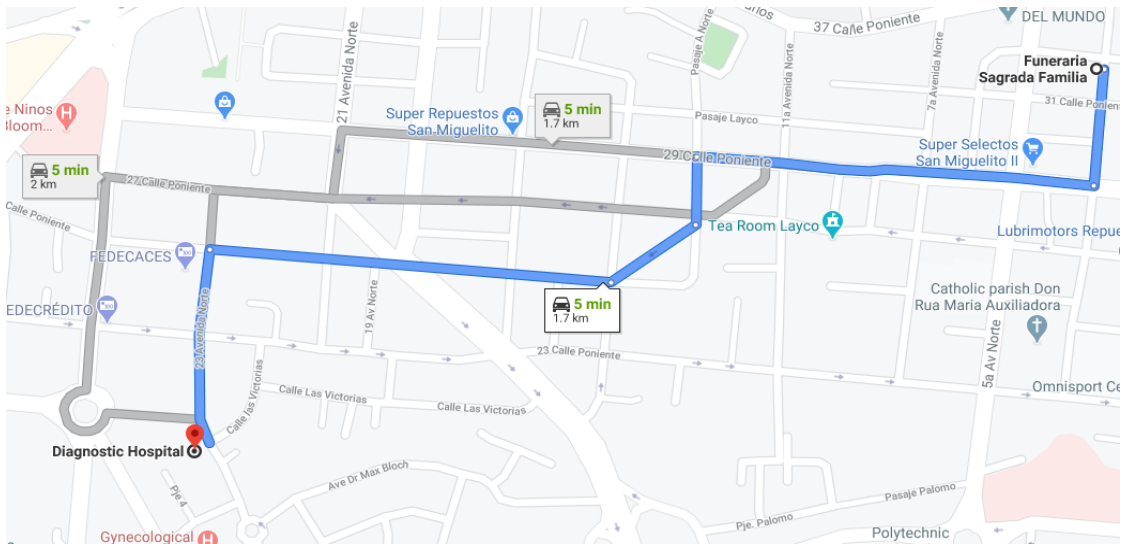 DEL MUNDO
37 Calle Poniente
Pasaje A Norte
21 Avenida Norte
11a Avenida Norte
7a Avenida Norte
Funeraria
Sagrada Família
31 Calle Ponien
e Ninos
Bloom...
Super Repuestos
San Miguelito
5 min
1.7 km
Pasaje Layco
Super Selectos
San Miguelito II
29 Calle Poniente
5 min
2 km
27 Calle Poniente
Calle Poniente
Tea Room Layco
Lubrimotors Repue
FEDECACES
EDECRÉDITO
5 min
1.7 km
Catholic parish Don
Rua Maria Auxiliadora
19 Av. Norte
23 Avenida Norte
23 Calle Poniente
5a Av Norte
Omnisport Ce
Calle las Victorias
Calle Las Victorias
Calle Las Victorias
Diagnostic Hospital
Ave Dr Max Bloch
Pje 4
Pasaje Palomo
Pje. Palomo
Gynecological
Polytechnic